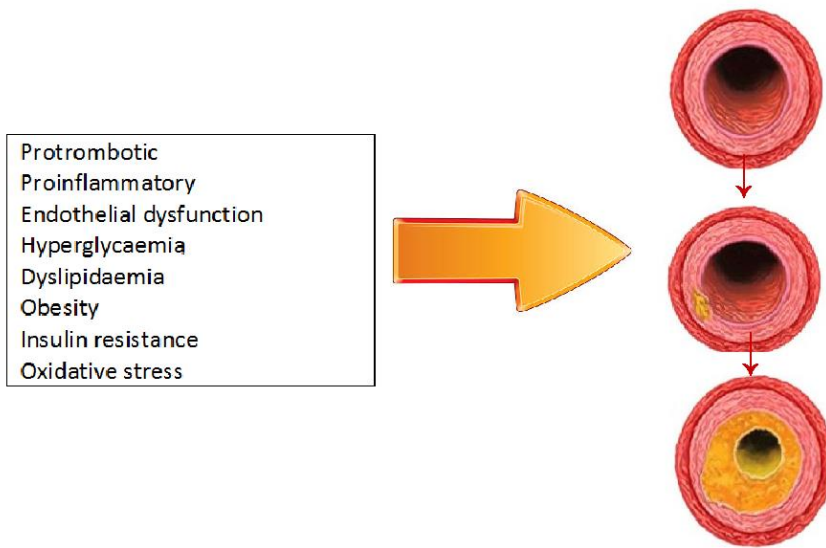 Protrombotic
Proinflammatory
Endothelial dysfunction
Hyperglycaemia
Dyslipidaemia
Obesity
Insulin resistance
Oxidative stress